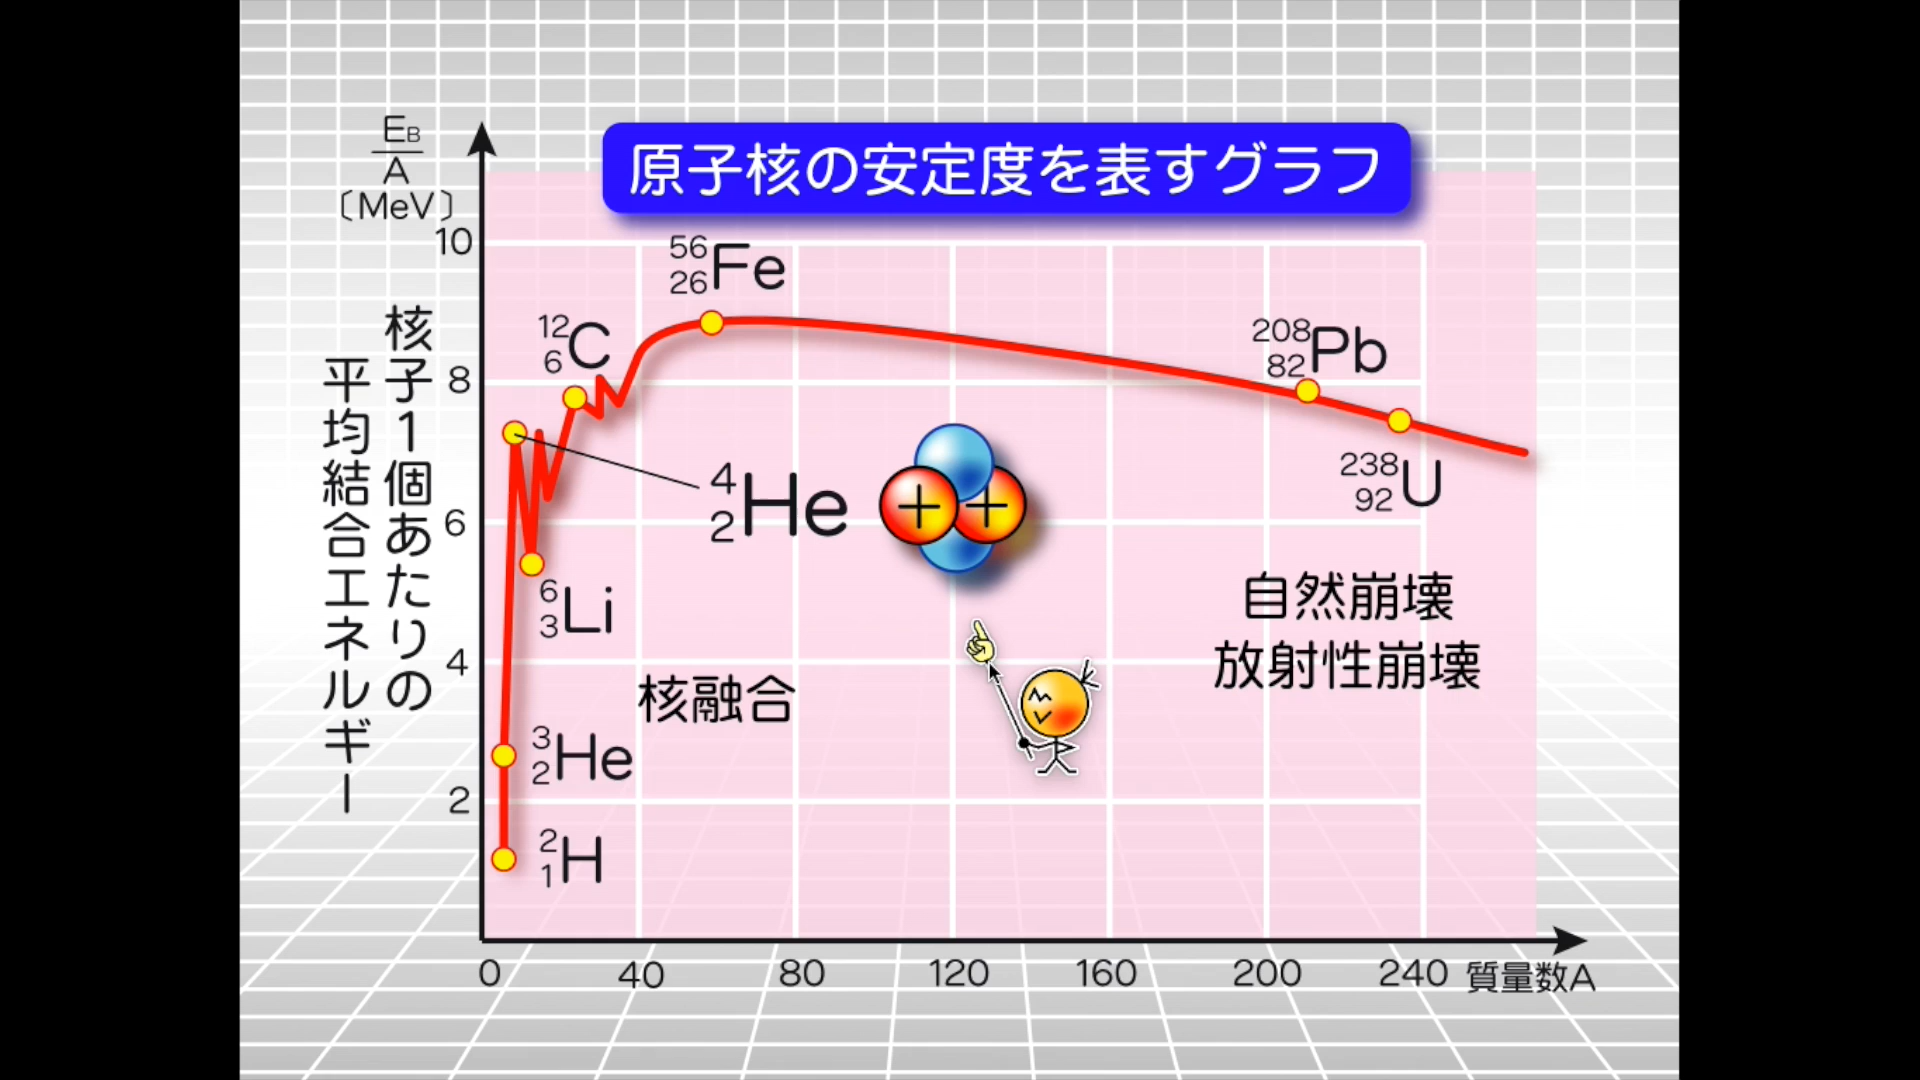 原子核の安定度を表すグラフ
EB
A
〔MeV〕
核子1個あたりの
平均結合エネルギー
10
8
6
4
2
56
26Fe
12
6C
208
82Pb
4
2He
238
92U
6
3Li
自然崩壊
放射性崩壊
核融合
3
2He
2
1H
+ +
0 40 80 120 160 200 240 質量数A